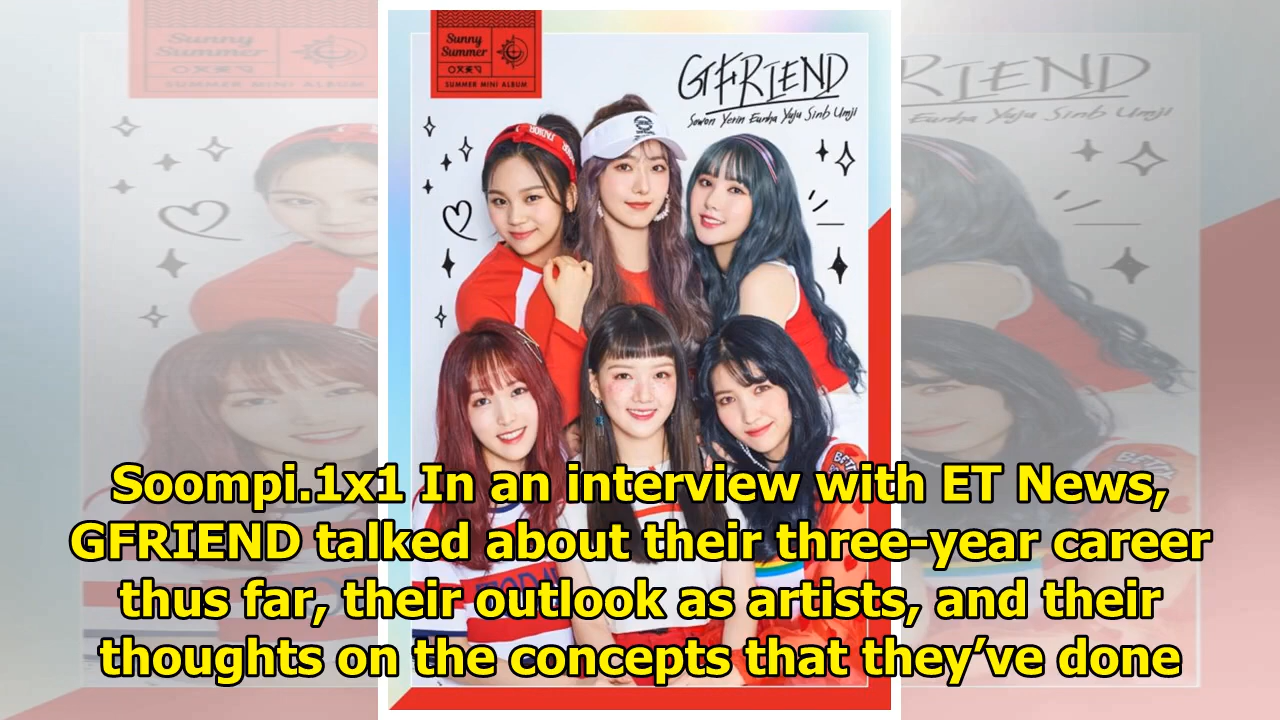 Sunny
Summer
SUMMER MINI ALBUM
GFRIEND
Sowon Yerin Eunha Yuju SinB Umji
Soompi.1x1 In an interview with ET News,
GFRIEND talked about their three-year career
thus far, their outlook as artists, and their
thoughts on the concepts that they’ve done